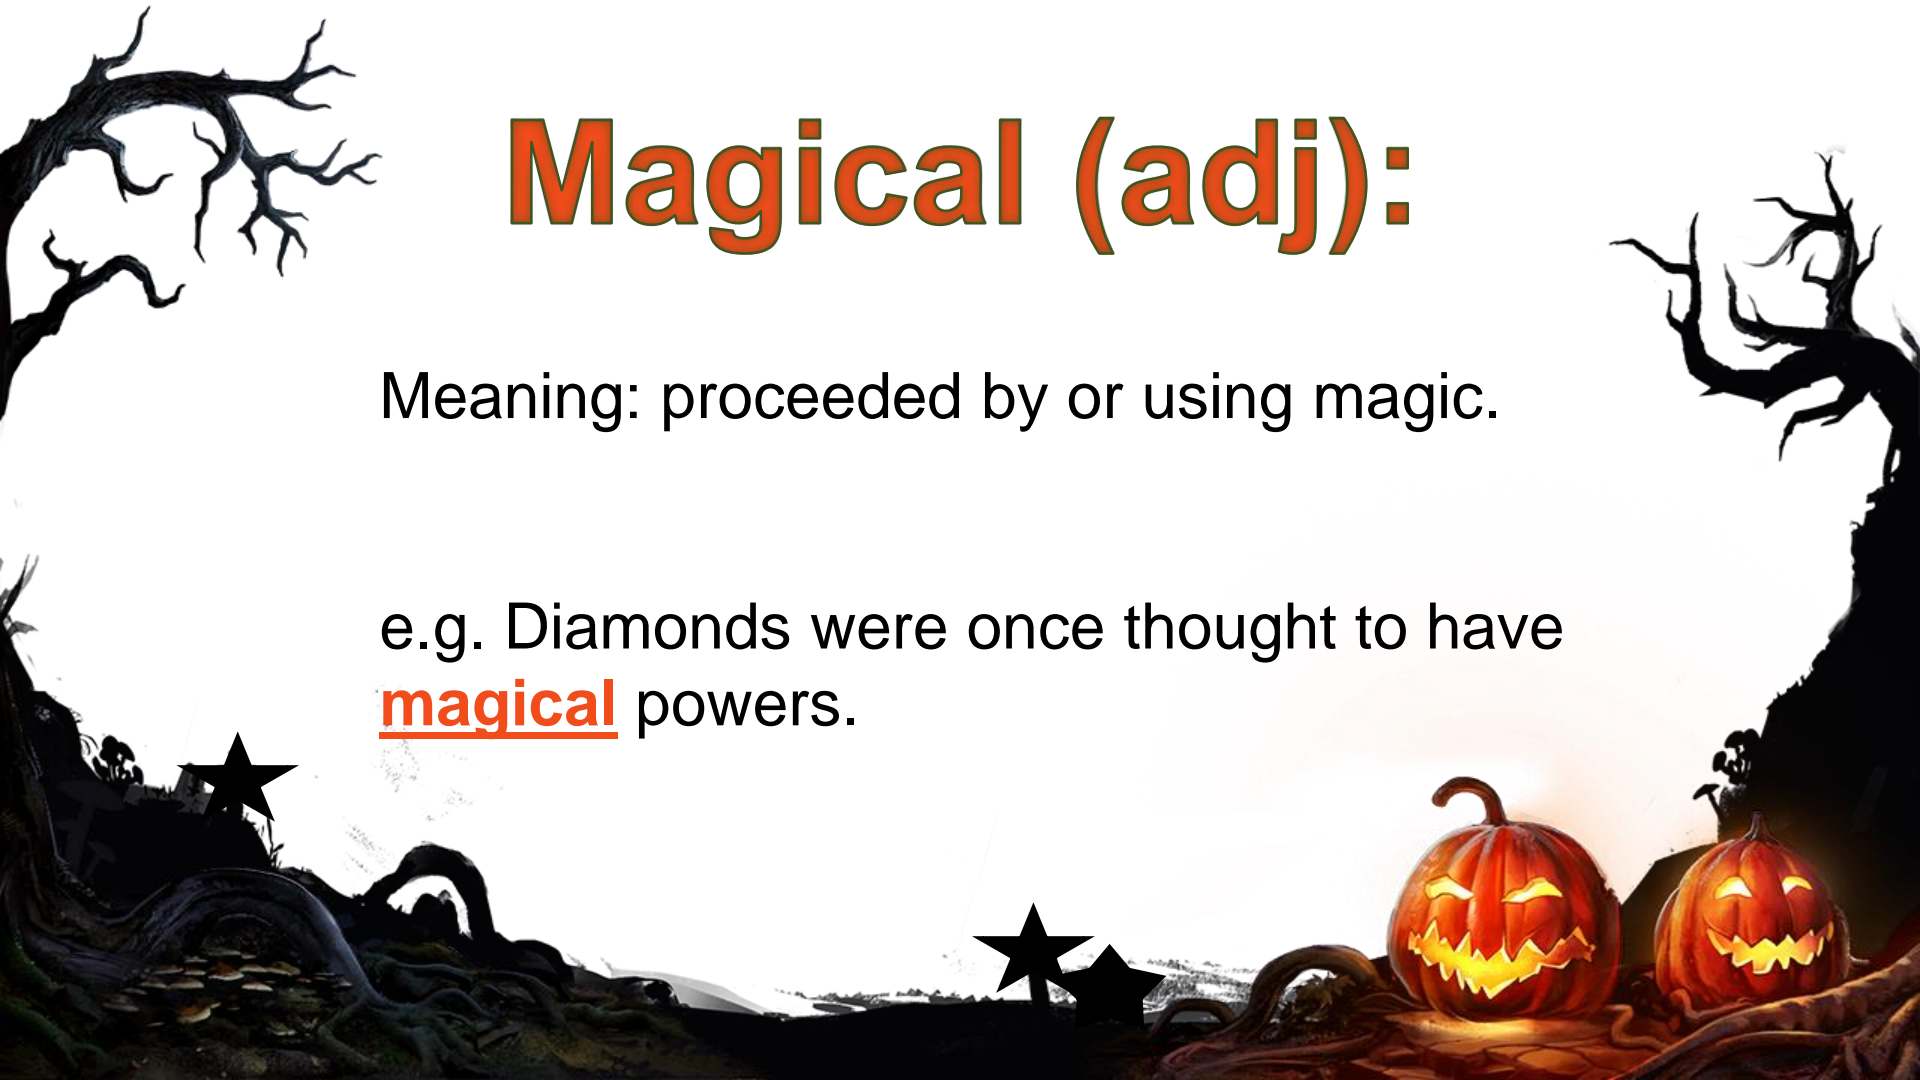 Magical (adj):
Meaning: proceeded by or using magic.
e.g. Diamonds were once thought to have
magical powers.